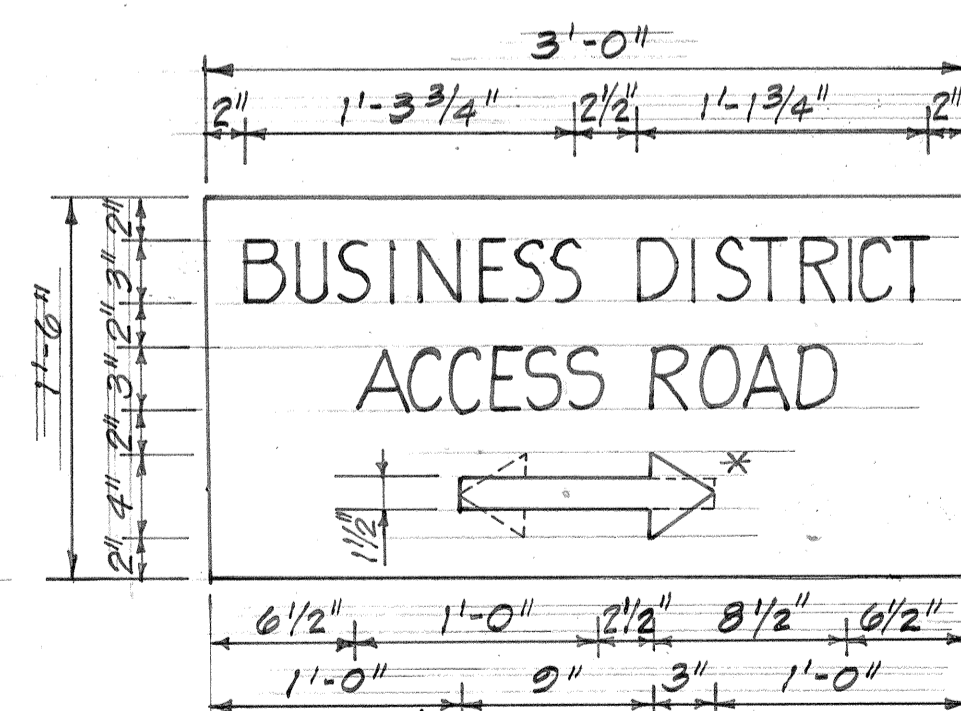 3'-0"
2" 1'-3 3/4" 2 1/2" 1'-1 3/4" 2"
1'-6"
2"
3"
2"
3"
2"
4"
2"
BUSINESS DISTRICT
ACCESS ROAD
*
1 1/2"
6 1/2" 1'-0" 2 1/2" 8 1/2" 6 1/2"
1'-0" 9" 3" 1'-0"